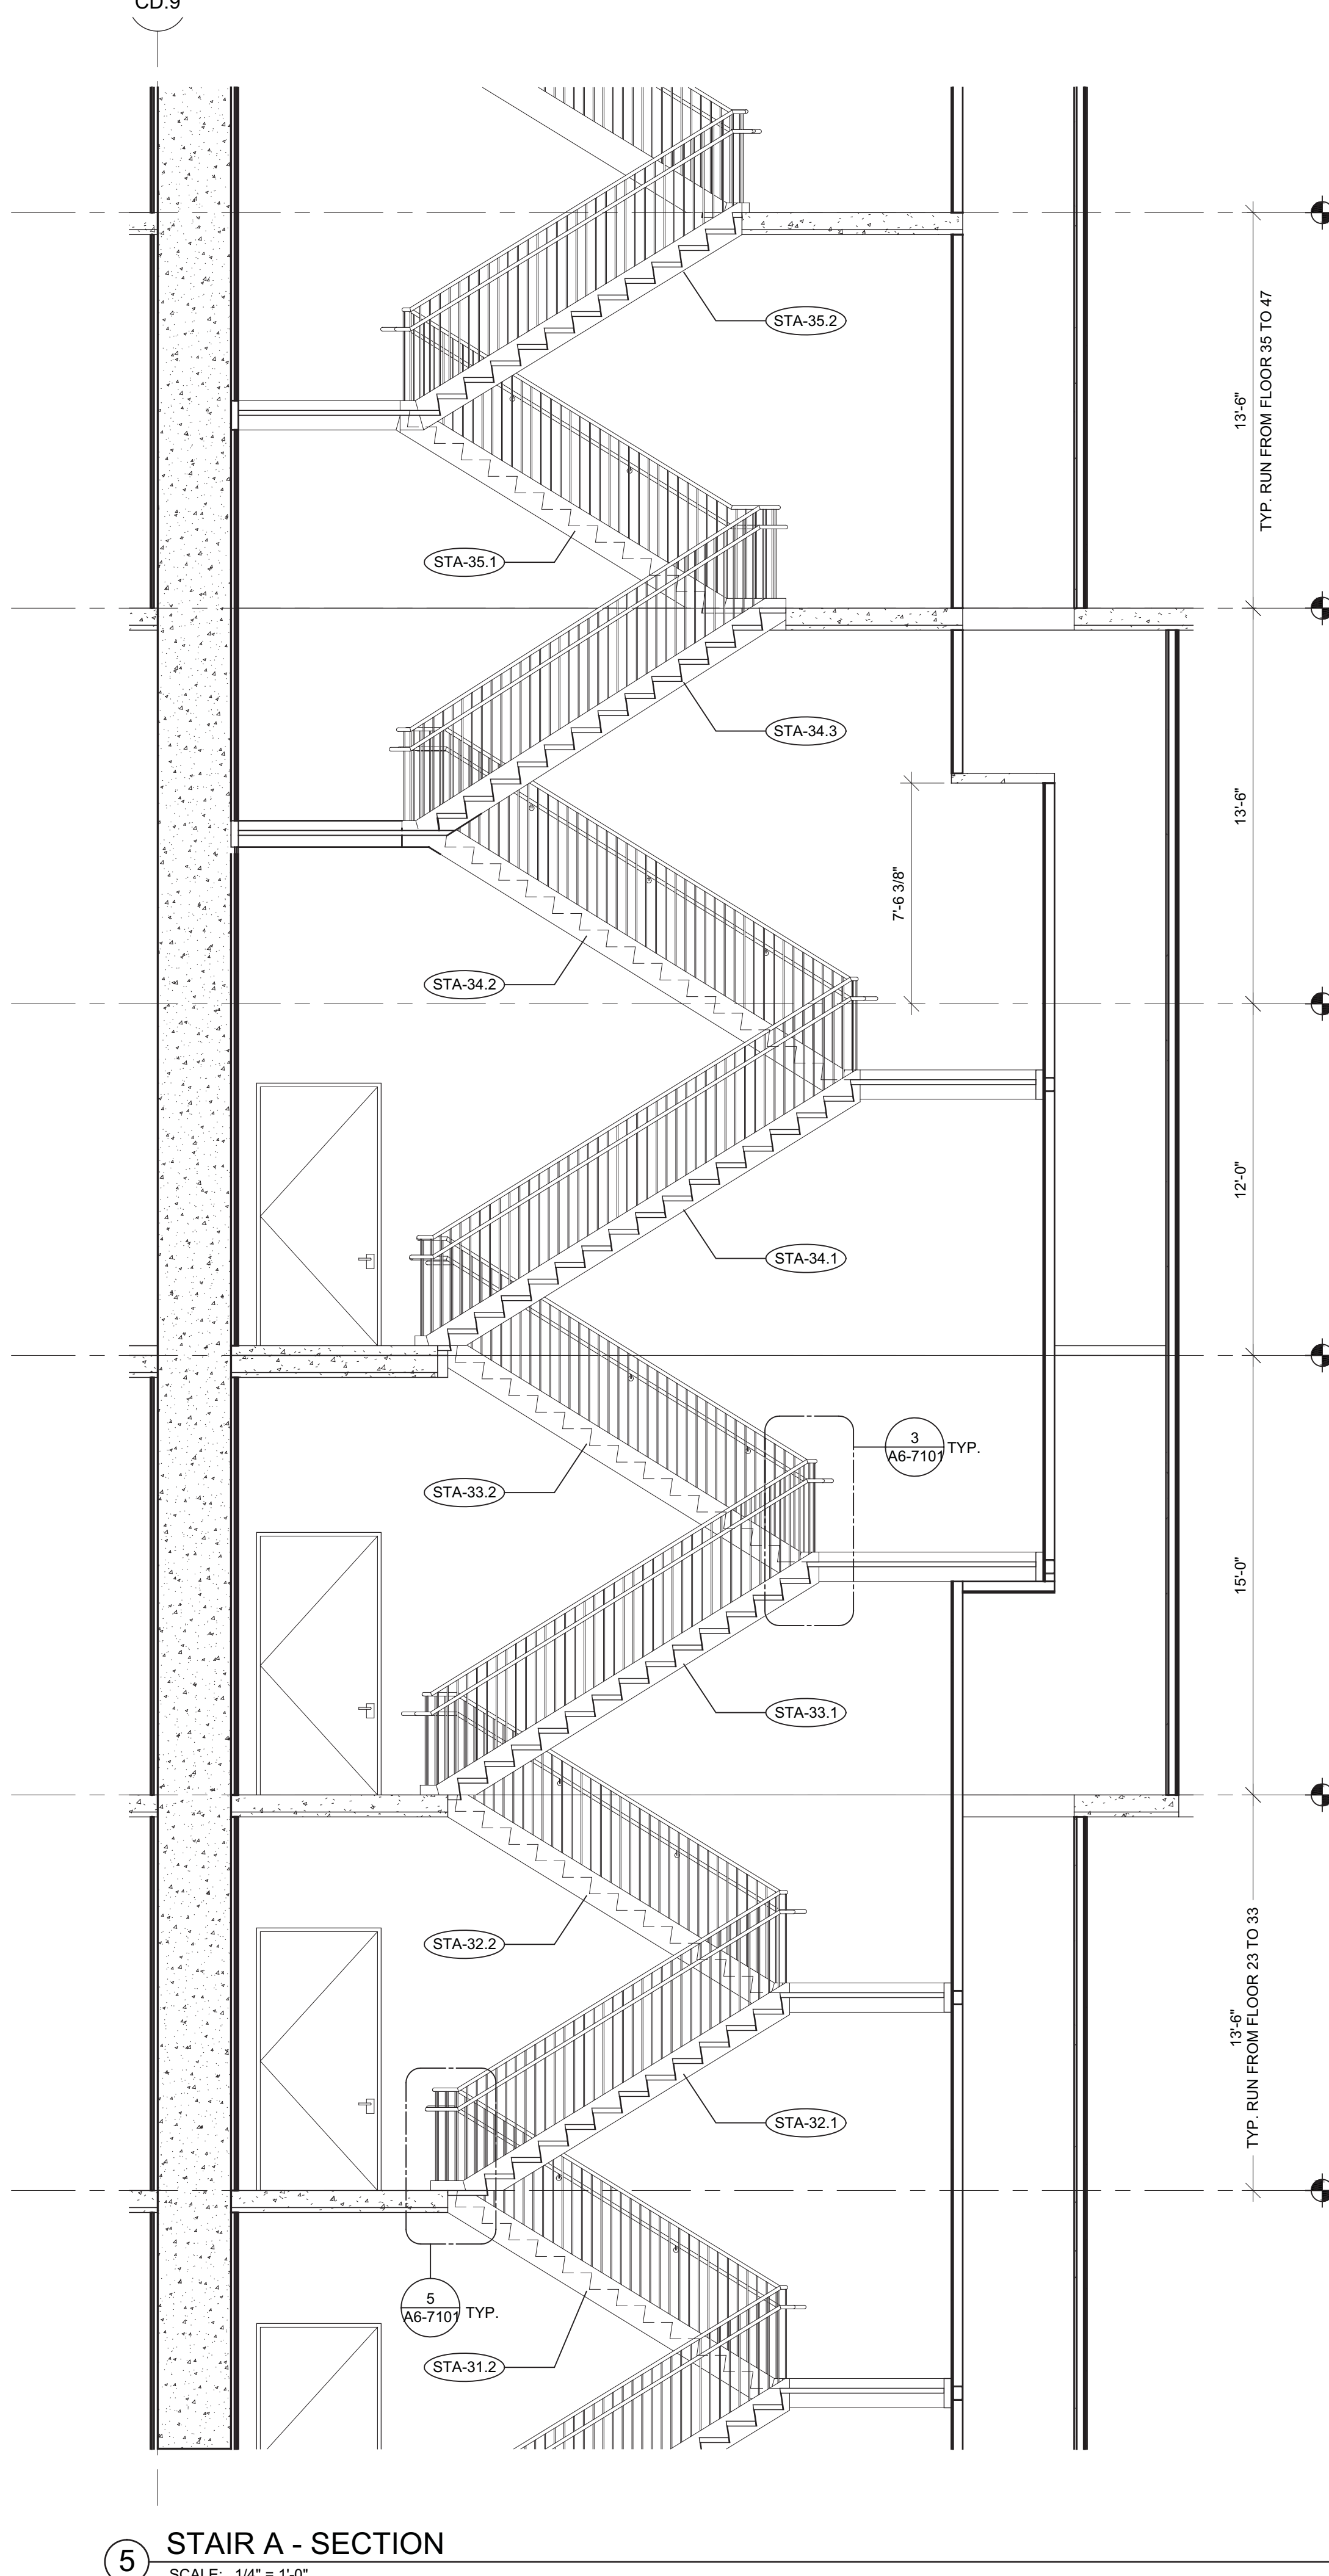 CD.9
STA-35.2
TYP. RUN FROM FLOOR 35 TO 47
13'-6"
STA-35.1
STA-34.3
13'-6"
7'-6 3/8"
STA-34.2
12'-0"
STA-34.1
3
A6-7101
TYP.
STA-33.2
15'-0"
STA-33.1
STA-32.2
13'-6"
TYP. RUN FROM FLOOR 23 TO 33
STA-32.1
5
A6-7101
TYP.
STA-31.2
5
STAIR A - SECTION
SCALE: 1/4" = 1'-0"